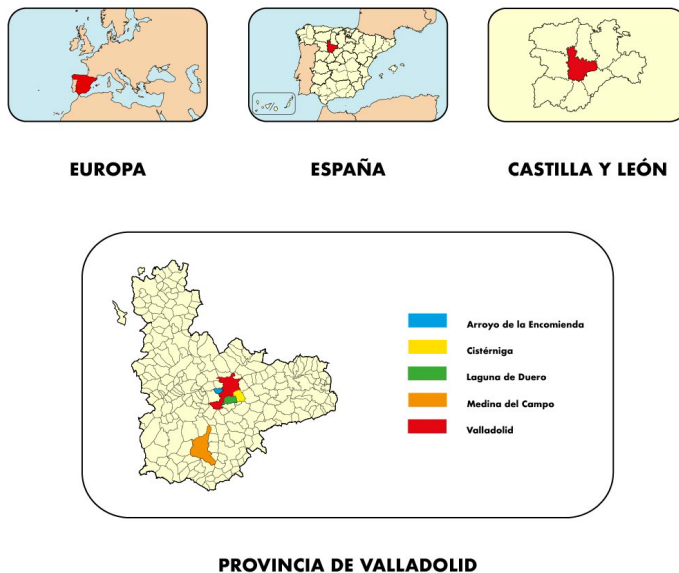 EUROPA
ESPAÑA
CASTILLA Y LEÓN
Arroyo de la Encomienda
Cistérniga
Laguna de Duero
Medina del Campo
Valladolid
PROVINCIA DE VALLADOLID